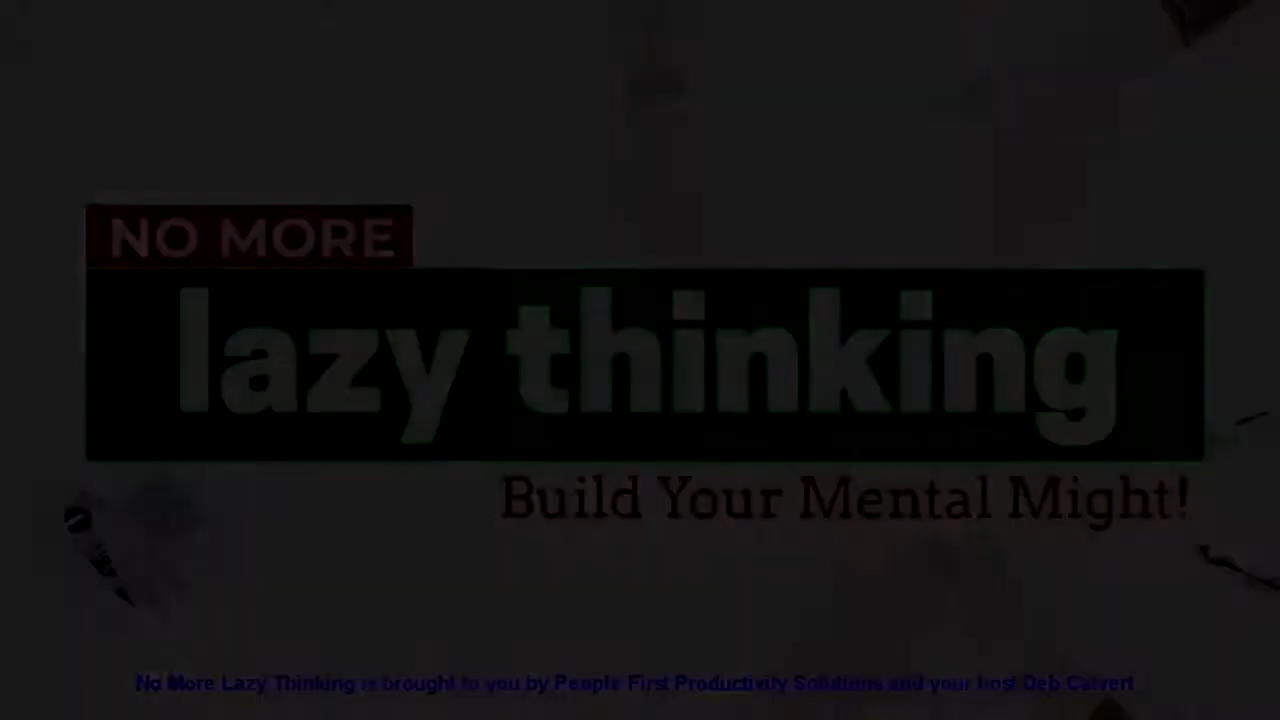 NO MORE
lazy thinking
Build Your Mental Might!
No More Lazy Thinking is brought to you by People First Productivity Solutions and your host Deb Calvert